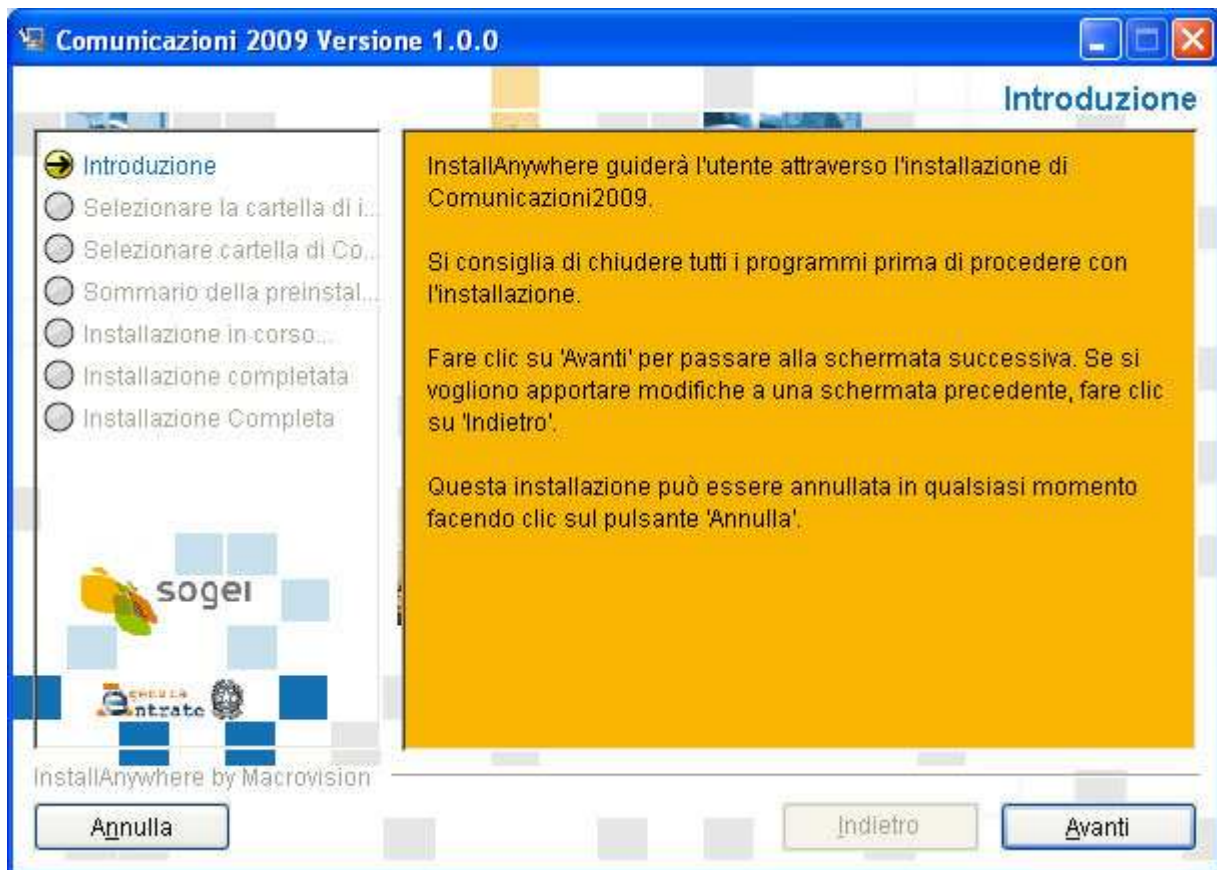 Comunicazioni 2009 Versione 1.0.0
Introduzione
Introduzione
Selezionare la cartella di i...
Selezionare cartella di Co...
Sommario della preinstal...
Installazione in corso...
Installazione completata
Installazione Completa
sogei
agenzia
entrate
InstallAnywhere guiderà l'utente attraverso l'installazione di
Comunicazioni2009.
Si consiglia di chiudere tutti i programmi prima di procedere con
l'installazione.
Fare clic su 'Avanti' per passare alla schermata successiva. Se si
vogliono apportare modifiche a una schermata precedente, fare clic
su 'Indietro'.
Questa installazione può essere annullata in qualsiasi momento
facendo clic sul pulsante 'Annulla'.
InstallAnywhere by Macrovision
Annulla
Indietro
Avanti